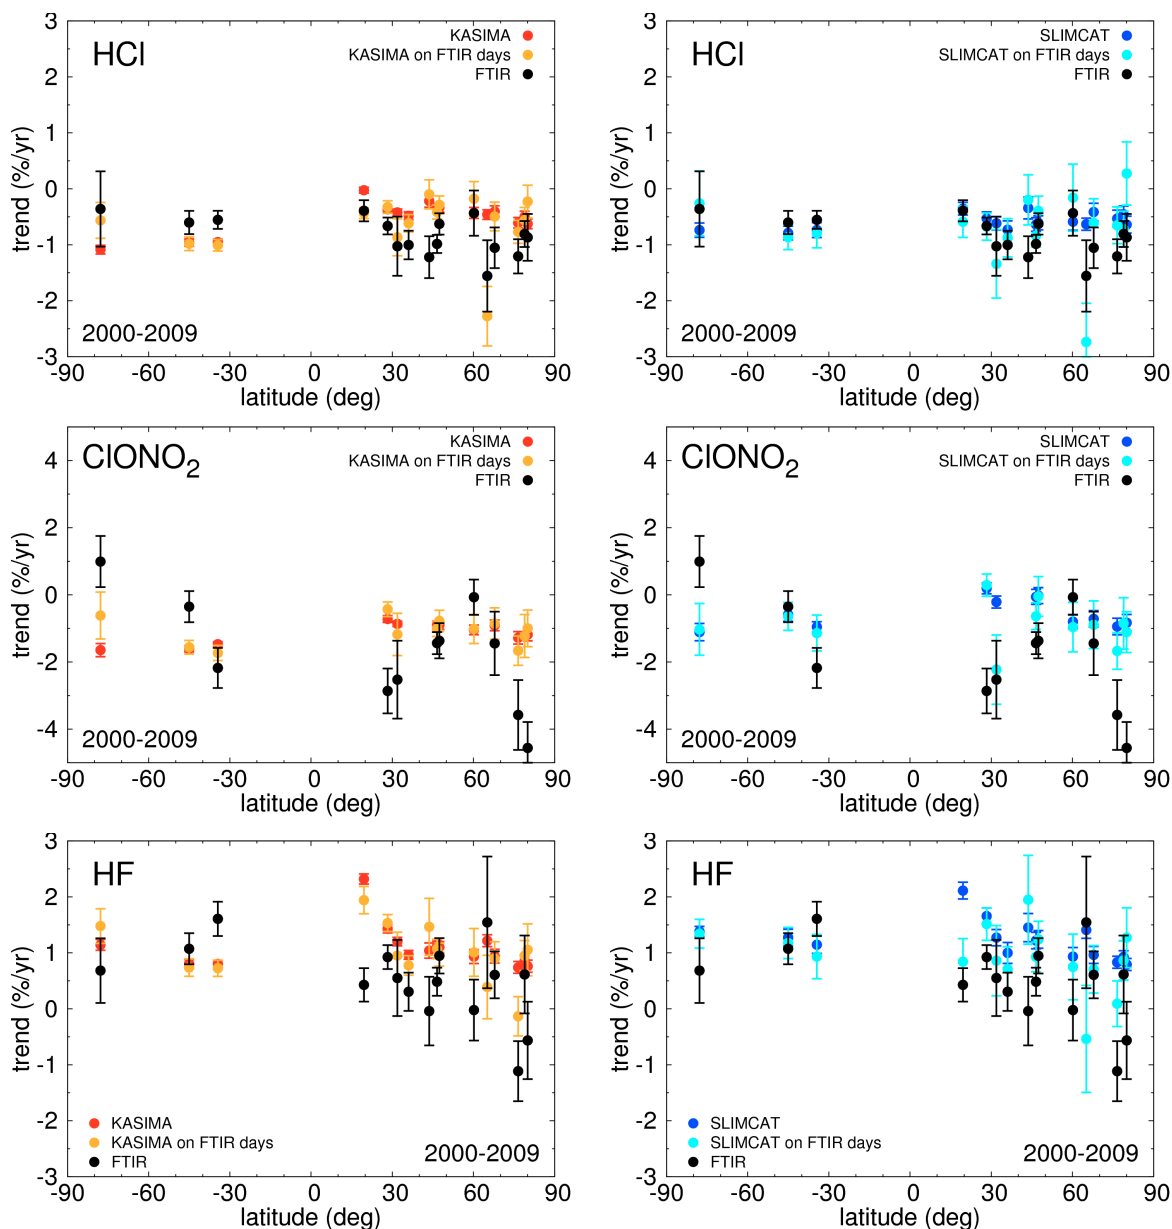 HCl
KASIMA
KASIMA on FTIR days
FTIR
trend (%/yr)
3
2
1
0
-1
-2
-3
2000-2009
-90 -60 -30 0 30 60 90
latitude (deg)
HCl
SLIMCAT
SLIMCAT on FTIR days
FTIR
trend (%/yr)
3
2
1
0
-1
-2
-3
2000-2009
-90 -60 -30 0 30 60 90
latitude (deg)
ClONO2
KASIMA
KASIMA on FTIR days
FTIR
trend (%/yr)
4
2
0
-2
-4
2000-2009
-90 -60 -30 0 30 60 90
latitude (deg)
ClONO2
SLIMCAT
SLIMCAT on FTIR days
FTIR
trend (%/yr)
4
2
0
-2
-4
2000-2009
-90 -60 -30 0 30 60 90
latitude (deg)
HF
trend (%/yr)
3
2
1
0
-1
-2
-3
KASIMA
KASIMA on FTIR days
FTIR
2000-2009
-90 -60 -30 0 30 60 90
latitude (deg)
HF
trend (%/yr)
3
2
1
0
-1
-2
-3
SLIMCAT
SLIMCAT on FTIR days
FTIR
2000-2009
-90 -60 -30 0 30 60 90
latitude (deg)